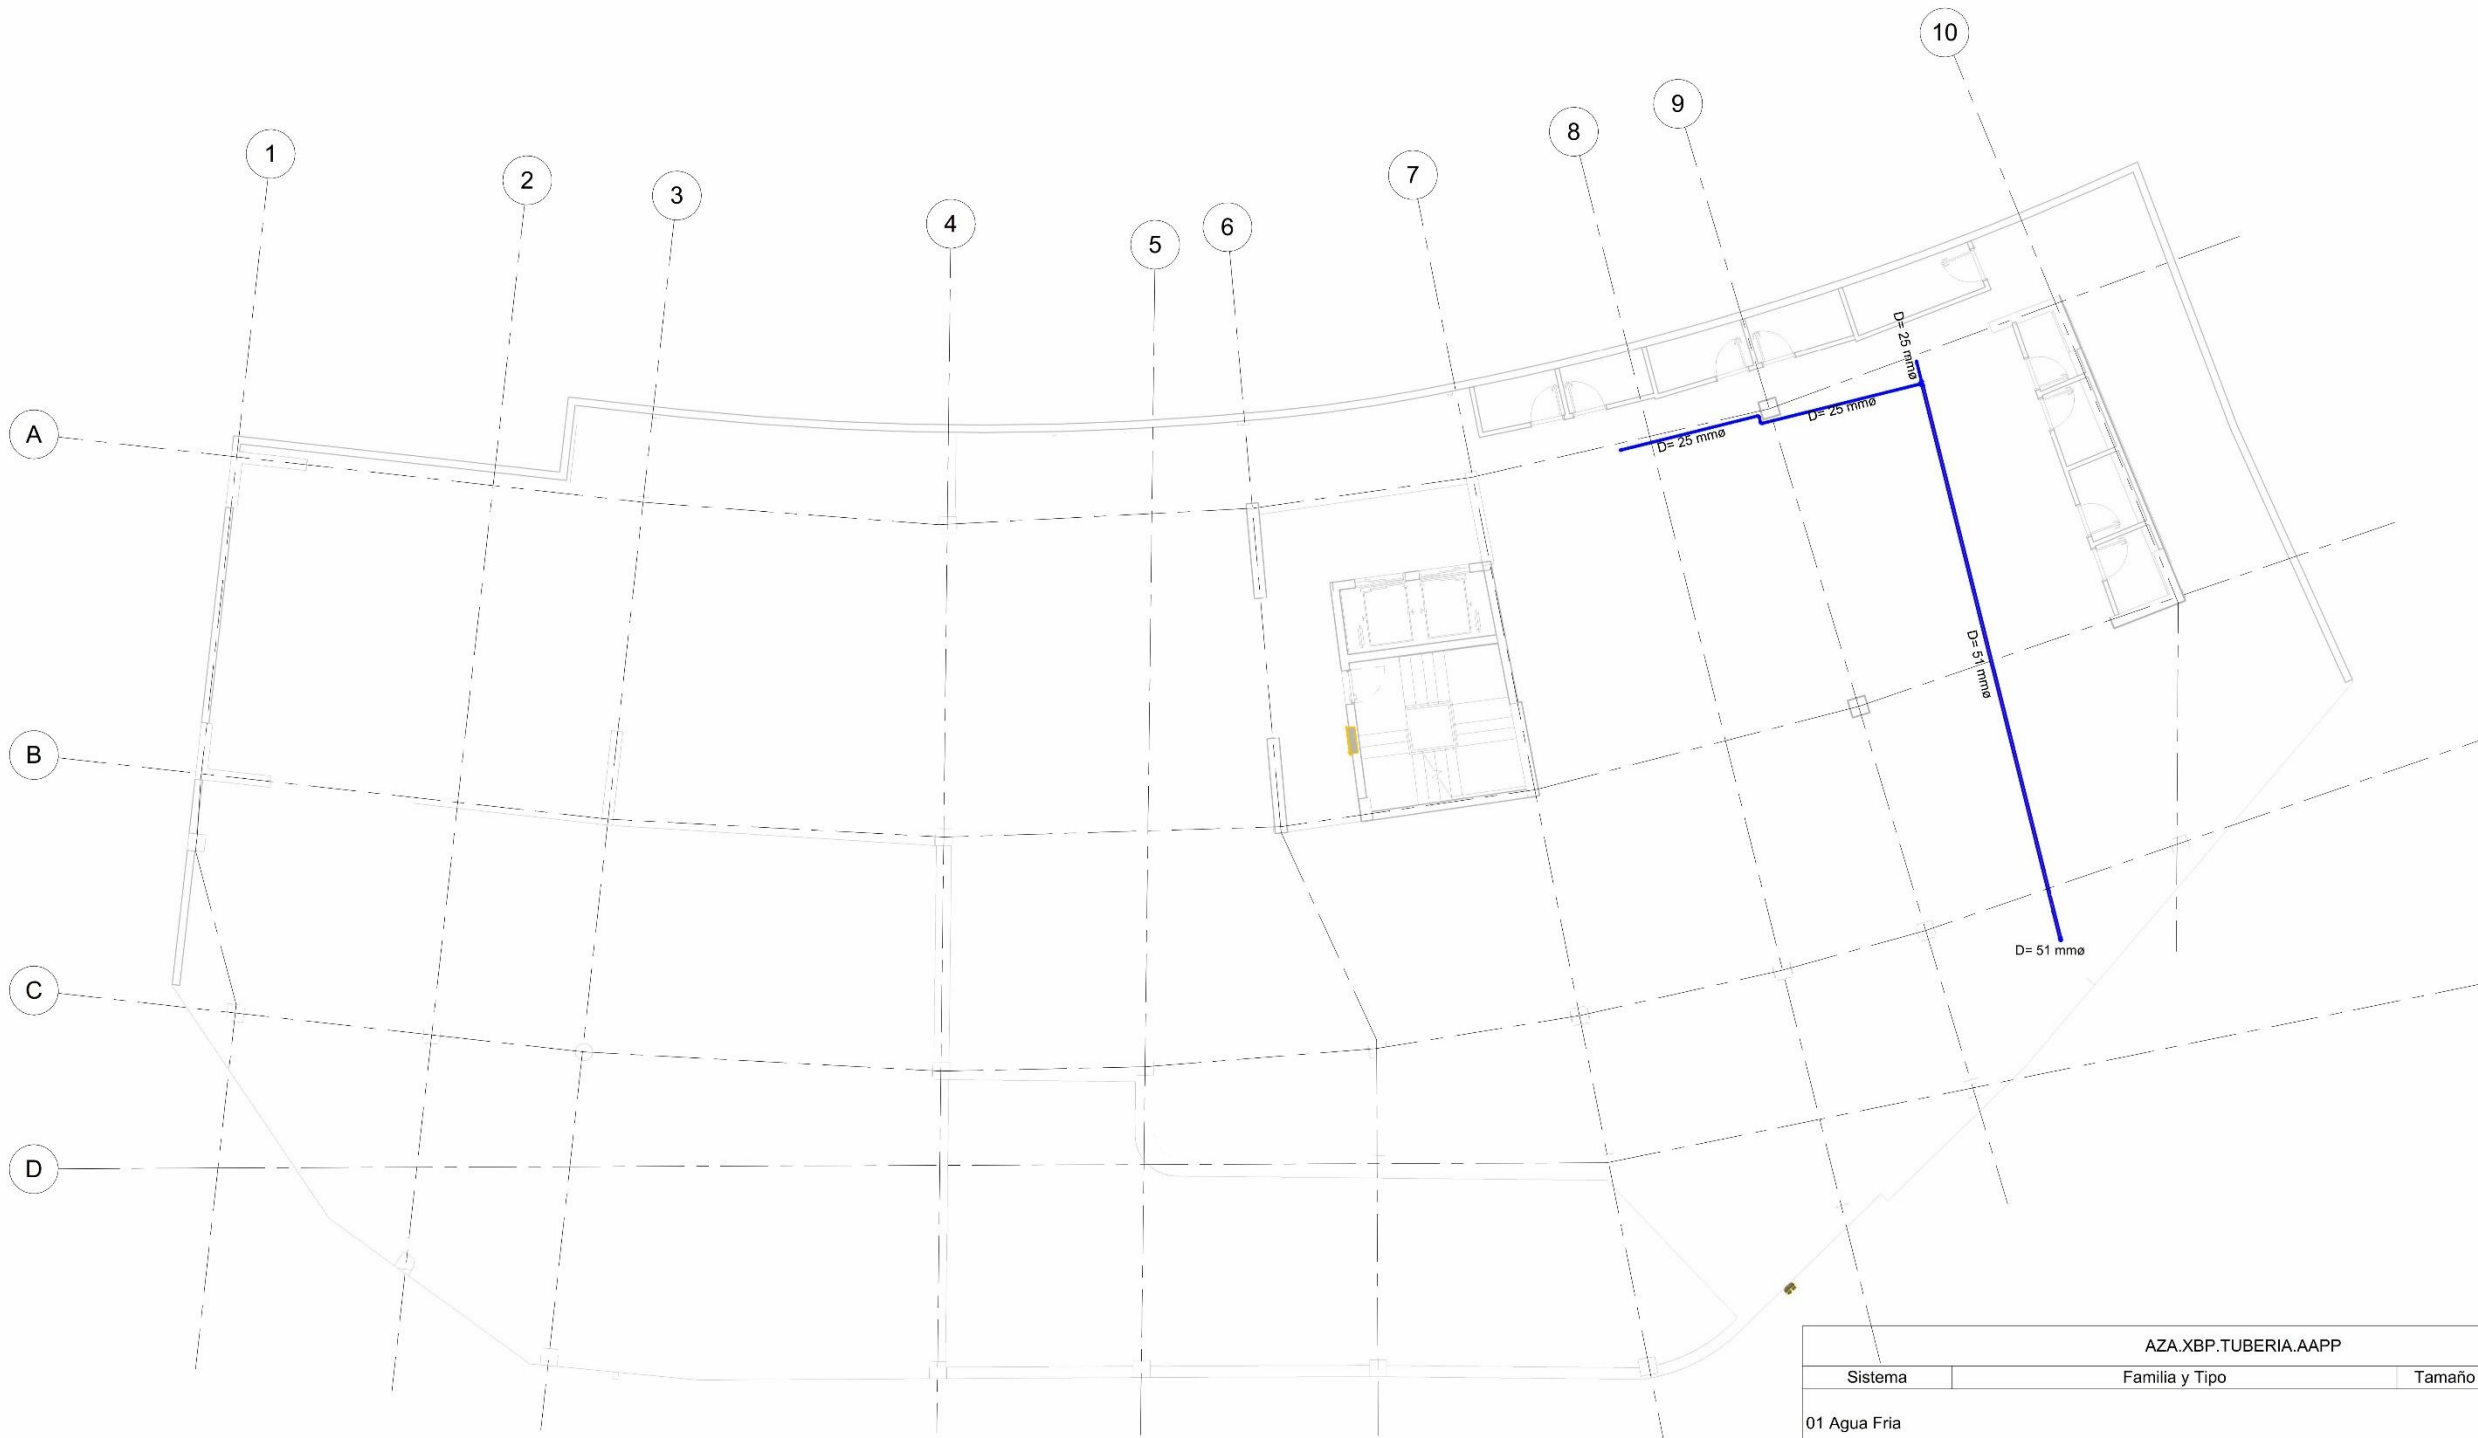 10
9
8
1
7
2
3
4
6
5
D= 25 mmø
D= 25 mmø
A
D= 25 mmø
D= 51 mmø
B
D= 51 mmø
C
D
AZA.XBP.TUBERIA.AAPP
Sistema Familia y Tipo Tamaño
01 Agua Fria